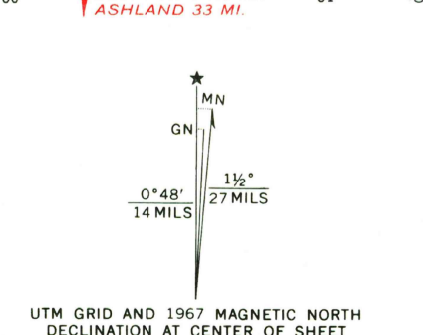 ASHLAND 33 MI.
★
MN
GN
0°48′
14 MILS
1½°
27 MILS
UTM GRID AND 1967 MAGNETIC NORTH
DECLINATION AT CENTER OF SHEET